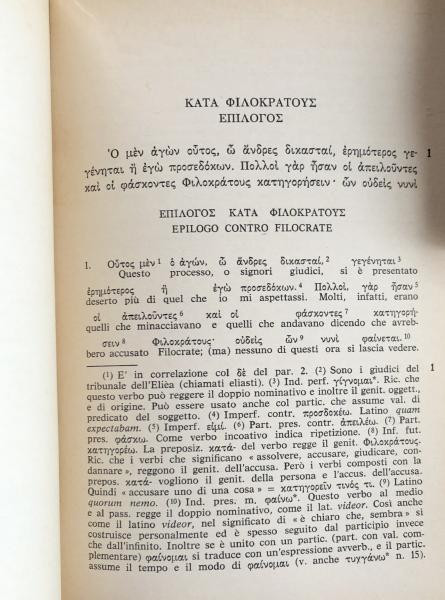 ΚΑΤΑ ΦΙΛΟΚΡΑΤΟΥΣ
ΕΠΙΛΟΓΟΣ
Ὁ μὲν ἀγὼν οὗτος, ὦ ἄνδρες δικασταί, ἐρημότερος γε- 1
γένηται ἢ ἐγὼ προσεδόκων. Πολλοὶ γὰρ ἦσαν οἱ ἀπειλοῦντες
καὶ οἱ φάσκοντες Φιλοκράτους κατηγορήσειν· ὧν οὐδεὶς νυνὶ
ΕΠΙΛΟΓΟΣ ΚΑΤΑ ΦΙΛΟΚΡΑΤΟΥΣ
EPILOGO CONTRO FILOCRATE
1. Οὗτος μὲν¹ ὁ ἀγών, ὦ ἄνδρες δικασταί,² γεγένηται³
Questo processo, o signori giudici, si è presentato
ἐρημότερος ἢ ἐγὼ προσεδόκων.⁴ Πολλοὶ, γὰρ ἦσαν⁵
deserto più di quel che io mi aspettassi. Molti, infatti, erano
οἱ ἀπειλοῦντες⁶ καὶ οἱ φάσκοντες⁷ κατηγορή-
quelli che minacciavano e quelli che andavano dicendo che avreb-
σειν⁸ Φιλοκράτους· οὐδεὶς ὧν⁹ νυνὶ φαίνεται.¹⁰
bero accusato Filocrate; (ma) nessuno di questi ora si lascia vedere.
(1) E' in correlazione col δὲ del par. 2. (2) Sono i giudici del 1
tribunale dell'Elièa (chiamati eliasti). (3) Ind. perf. γίγνομαι*. Ric. che
questo verbo può reggere il doppio nominativo e inoltre il genit. oggett.,
e di origine. Può essere usato anche col partic. che assume val. di
predicato del soggetto. (4) Imperf. contr. προσδοκέω. Latino quam
expectabam. (5) Imperf. εἰμί. (6) Part. pres. contr. ἀπειλέω. (7) Part.
pres. φάσκω. Come verbo incoativo indica ripetizione. (8) Inf. fut.
κατηγορέω. La preposiz. κατά- del verbo regge il genit. Φιλοκράτους.
Ric. che i verbi che significano « assolvere, accusare, giudicare, con-
dannare », reggono il genit. dell'accusa. Però i verbi composti con la
prepos. κατά- vogliono il genit. della persona e l'accus. dell'accusa.
Quindi « accusare uno di una cosa » = κατηγορεῖν τινός τι. (9) Latino
quorum nemo. (10) Ind. pres. m. φαίνω*. Questo verbo al medio
e al pass. regge il doppio nominativo, come il lat. videor. Così anche
come il latino videor, nel significato di « è chiaro che, sembra » si
costruisce personalmente ed è spesso seguito dal participio invece
che dall'infinito. Inoltre se è unito con un partic. (part. con val. com-
plementare) φαίνομαι si traduce con un'espressione avverb., e il partic.
assume il tempo e il modo di φαίνομαι (v. anche τυγχάνω* n. 15).